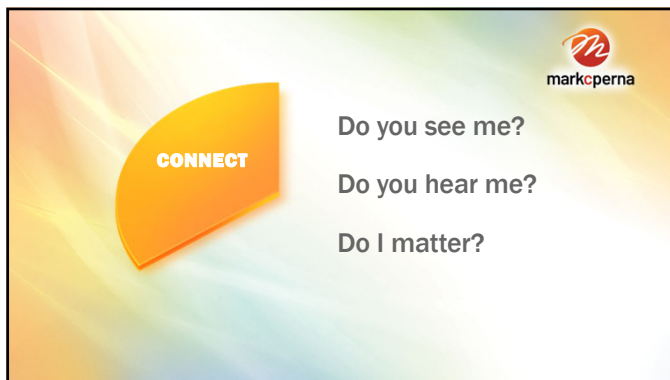 markcperna
CONNECT
Do you see me?
Do you hear me?
Do I matter?